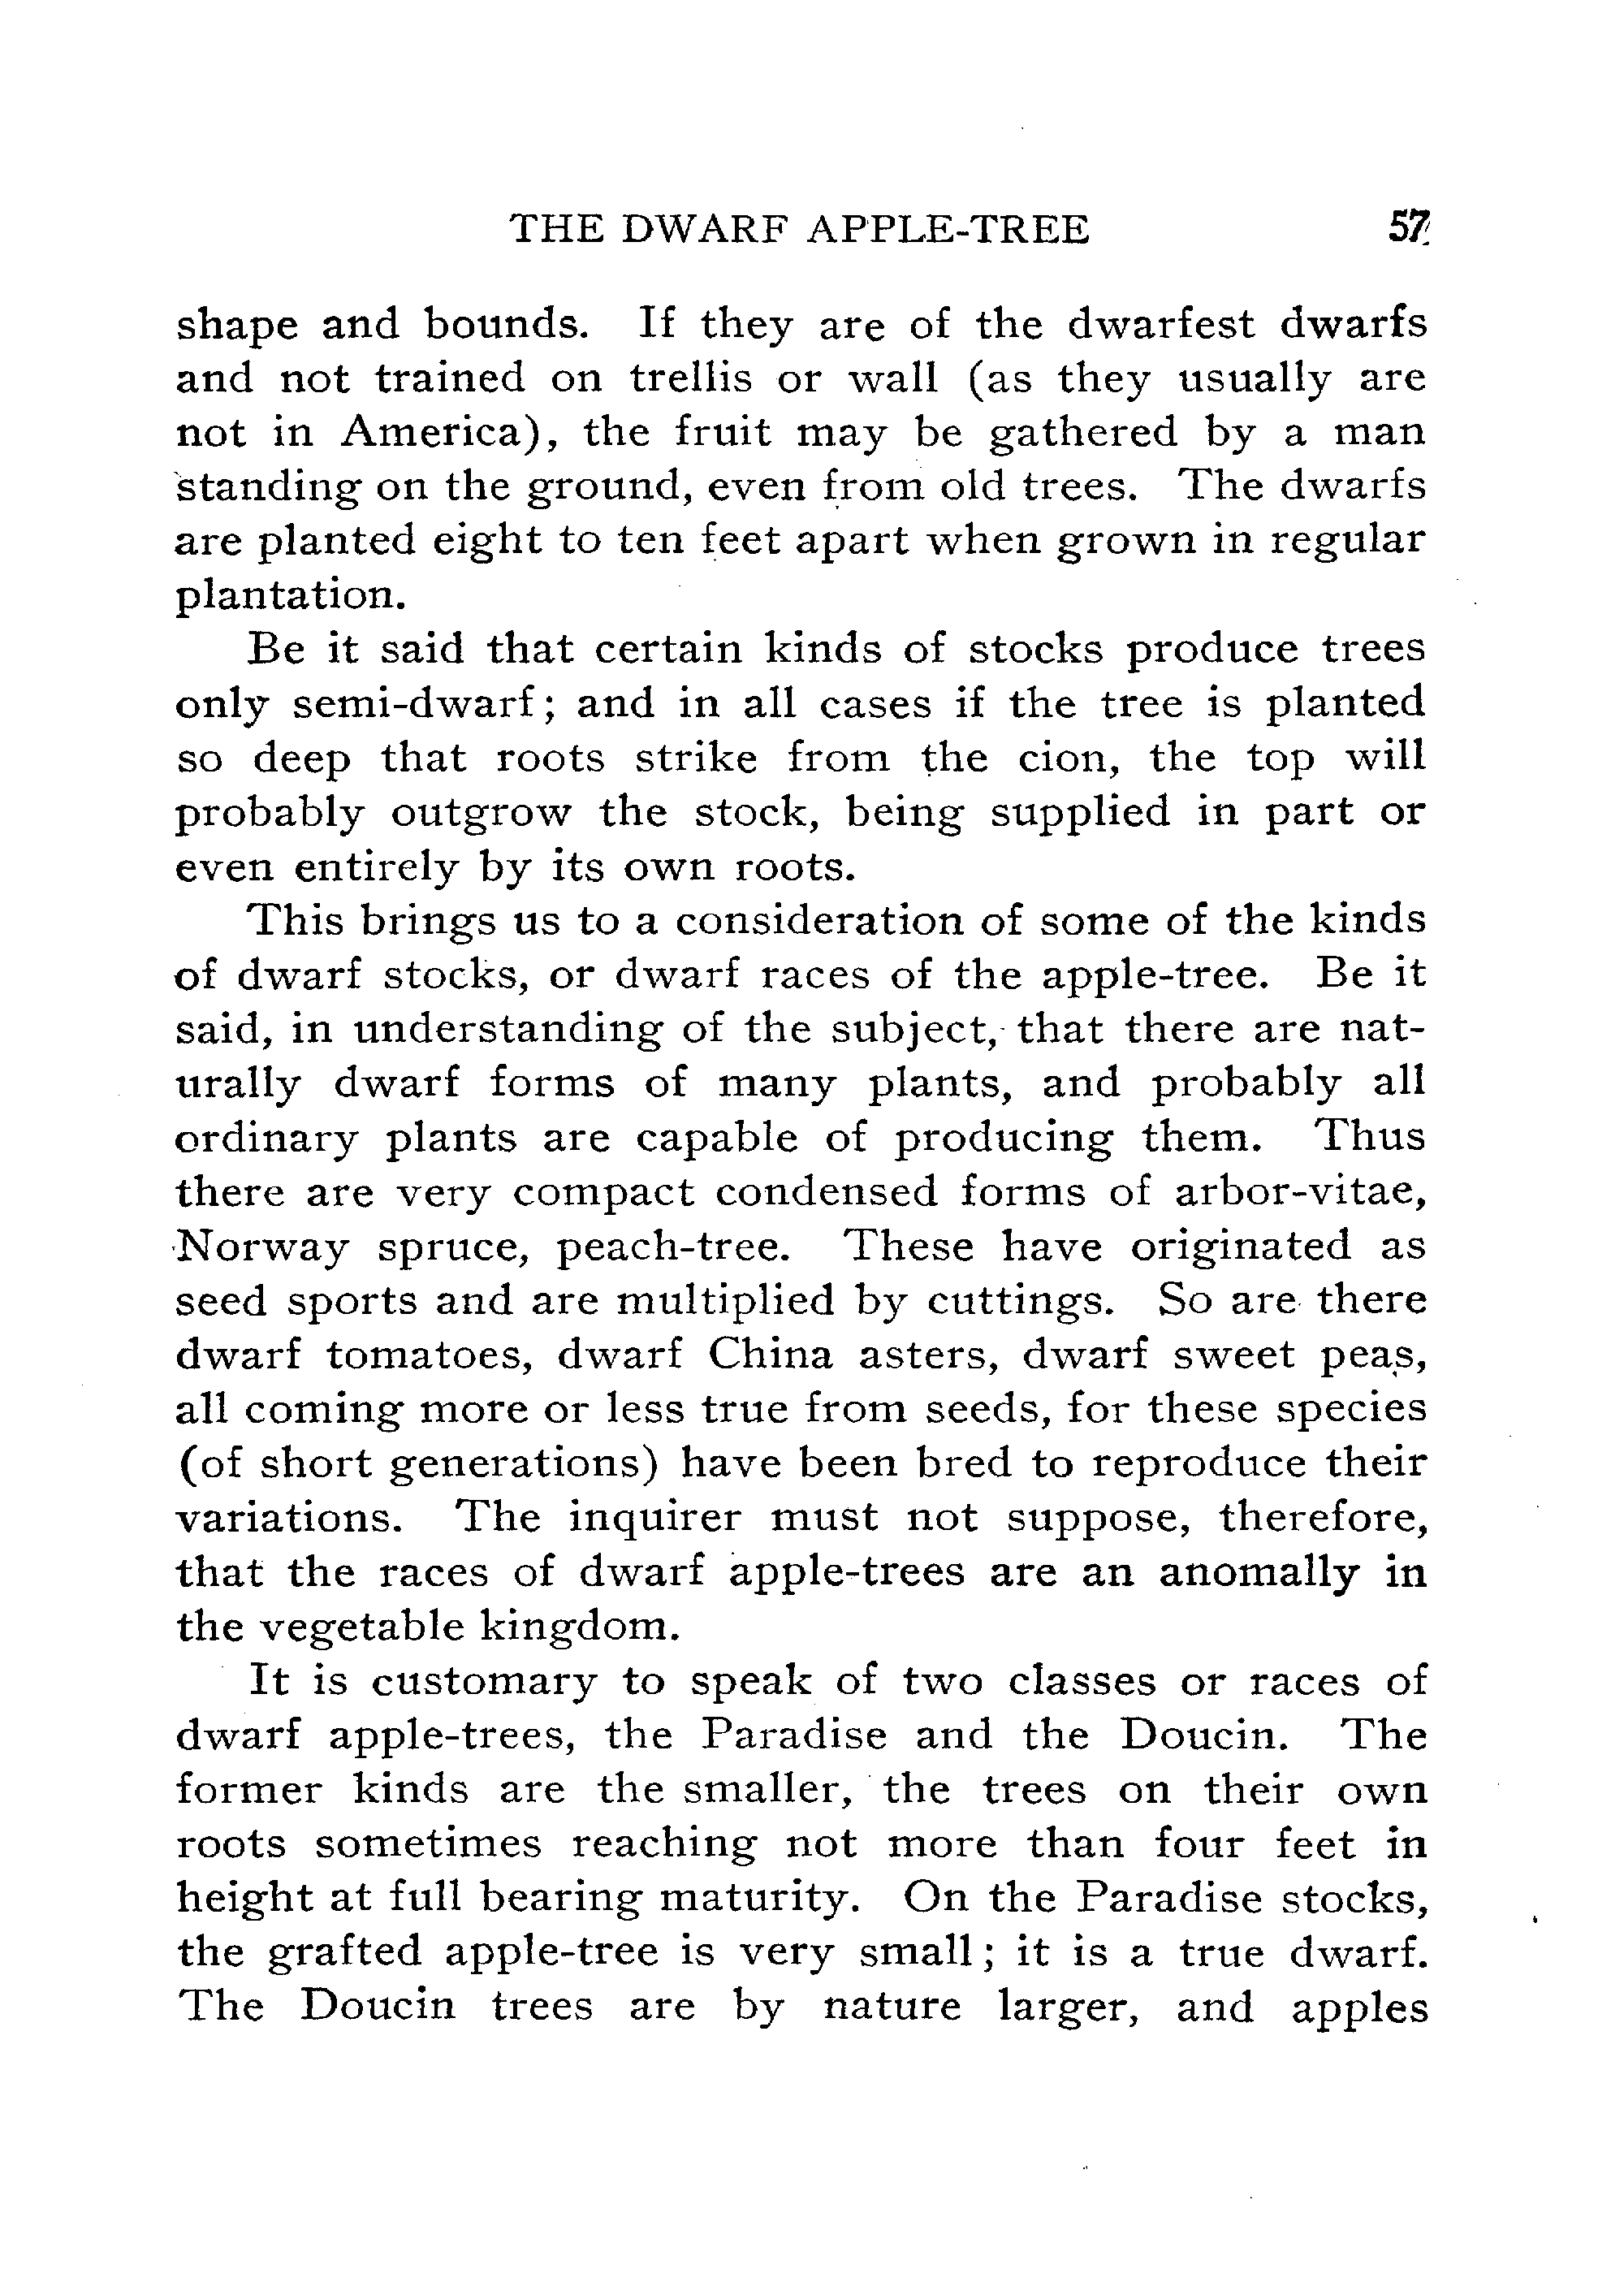 THE DWARF APPLE-TREE 57
shape and bounds. If they are of the dwarfest dwarfs
and not trained on trellis or wall (as they usually are
not in America), the fruit may be gathered by a man
standing on the ground, even from old trees. The dwarfs
are planted eight to ten feet apart when grown in regular
plantation.
Be it said that certain kinds of stocks produce trees
only semi-dwarf; and in all cases if the tree is planted
so deep that roots strike from the cion, the top will
probably outgrow the stock, being supplied in part or
even entirely by its own roots.
This brings us to a consideration of some of the kinds
of dwarf stocks, or dwarf races of the apple-tree. Be it
said, in understanding of the subject, that there are nat-
urally dwarf forms of many plants, and probably all
ordinary plants are capable of producing them. Thus
there are very compact condensed forms of arbor-vitae,
Norway spruce, peach-tree. These have originated as
seed sports and are multiplied by cuttings. So are there
dwarf tomatoes, dwarf China asters, dwarf sweet peas,
all coming more or less true from seeds, for these species
(of short generations) have been bred to reproduce their
variations. The inquirer must not suppose, therefore,
that the races of dwarf apple-trees are an anomally in
the vegetable kingdom.
It is customary to speak of two classes or races of
dwarf apple-trees, the Paradise and the Doucin. The
former kinds are the smaller, the trees on their own
roots sometimes reaching not more than four feet in
height at full bearing maturity. On the Paradise stocks,
the grafted apple-tree is very small; it is a true dwarf.
The Doucin trees are by nature larger, and apples